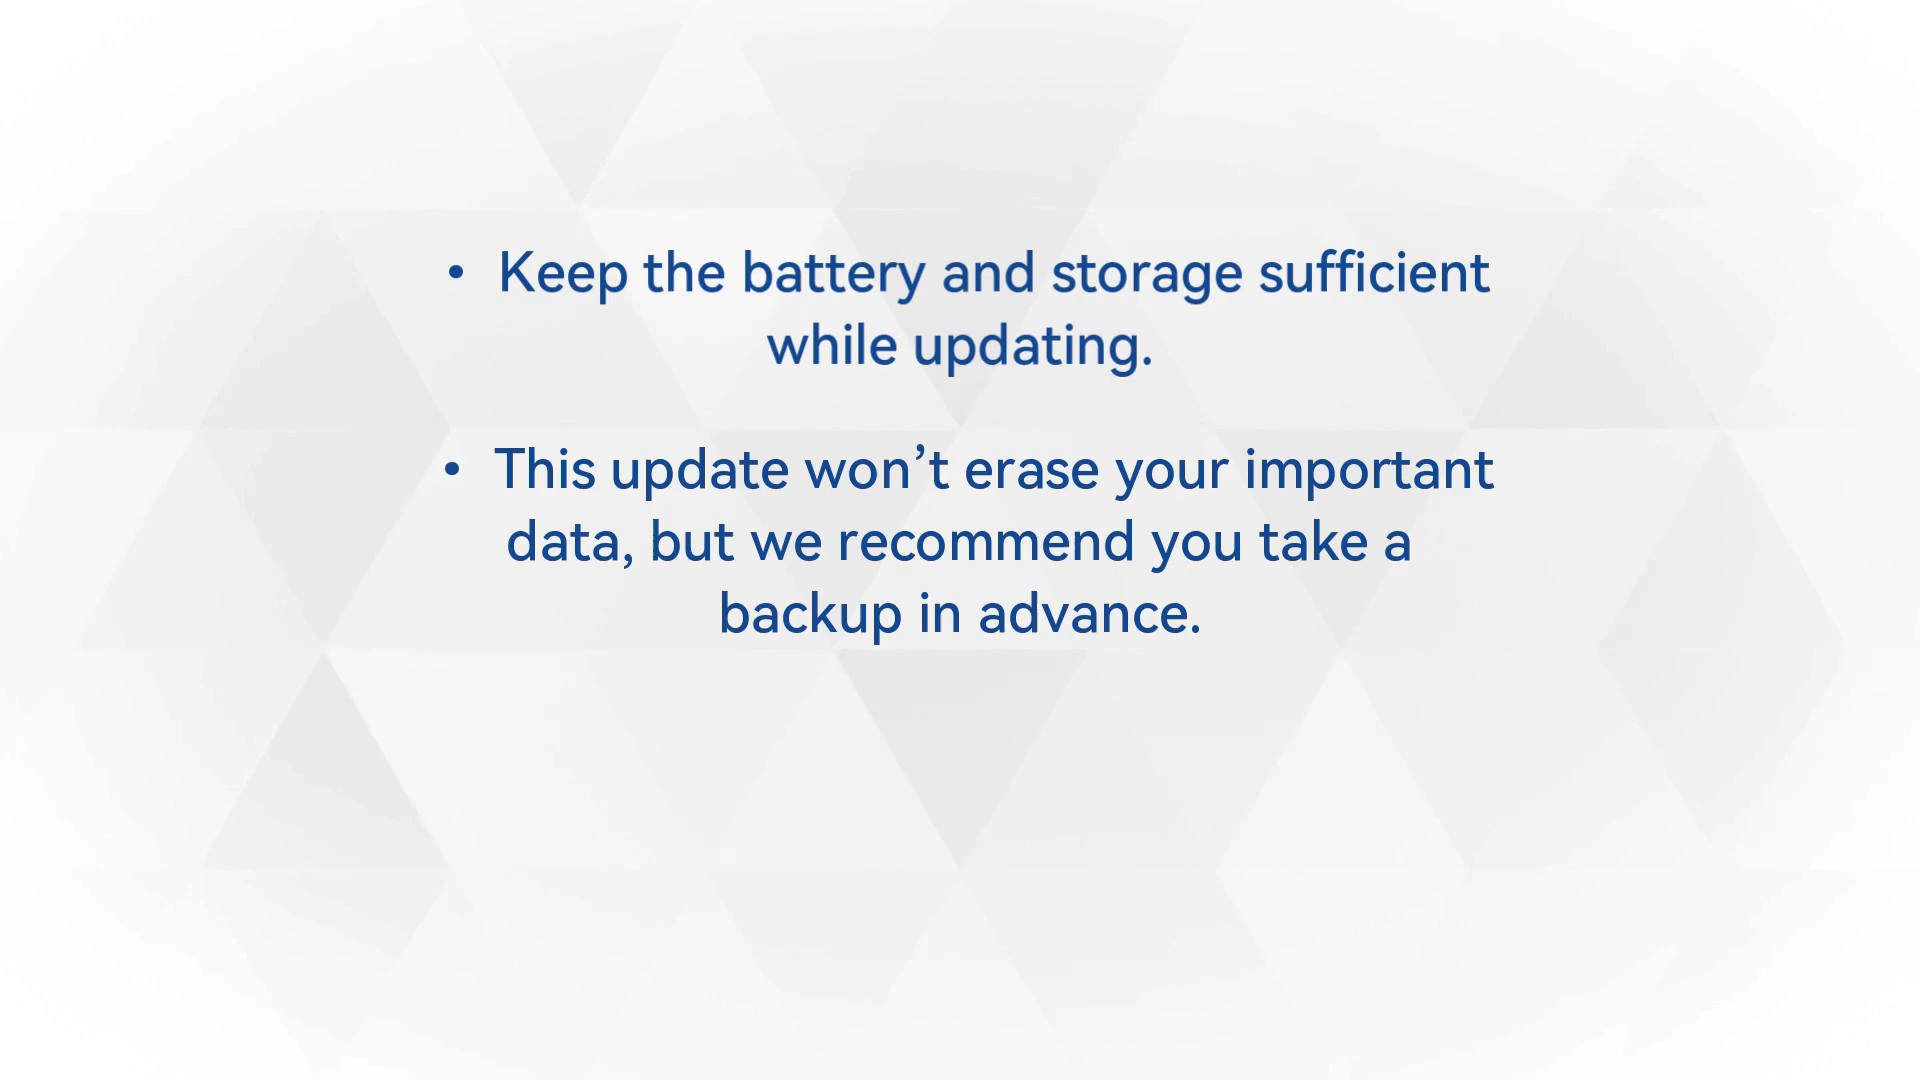 • Keep the battery and storage sufficient
while updating.
• This update won’t erase your important
data, but we recommend you take a
backup in advance.